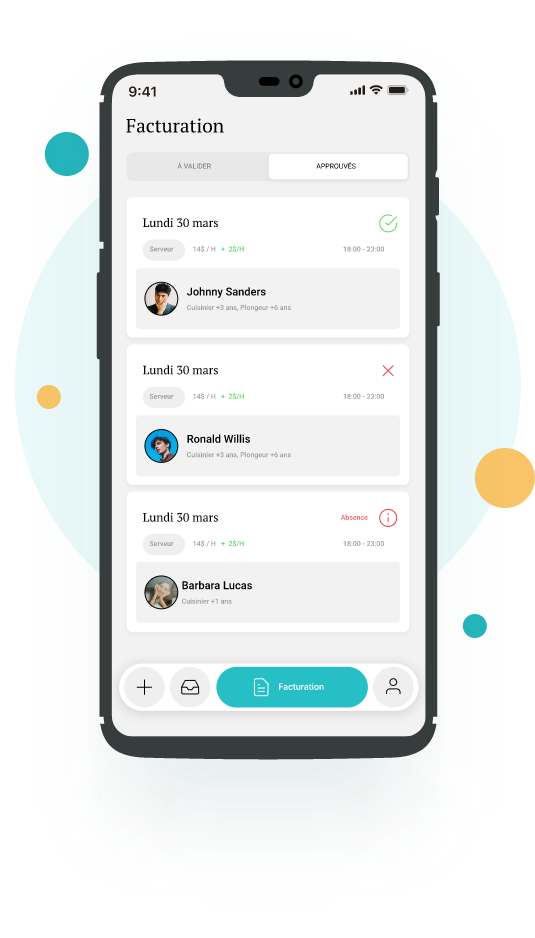 9:41
Facturation
À VALIDER
APPROUVÉS
Lundi 30 mars
Serveur 14$ / H + 2$/H 18:00 - 23:00
Johnny Sanders
Cuisinier +3 ans, Plongeur +6 ans
Lundi 30 mars
Serveur 14$ / H + 2$/H 18:00 - 23:00
Ronald Willis
Cuisinier +3 ans, Plongeur +6 ans
Lundi 30 mars
Absence
Serveur 14$ / H + 2$/H 18:00 - 23:00
Barbara Lucas
Cuisinier +1 ans
Facturation